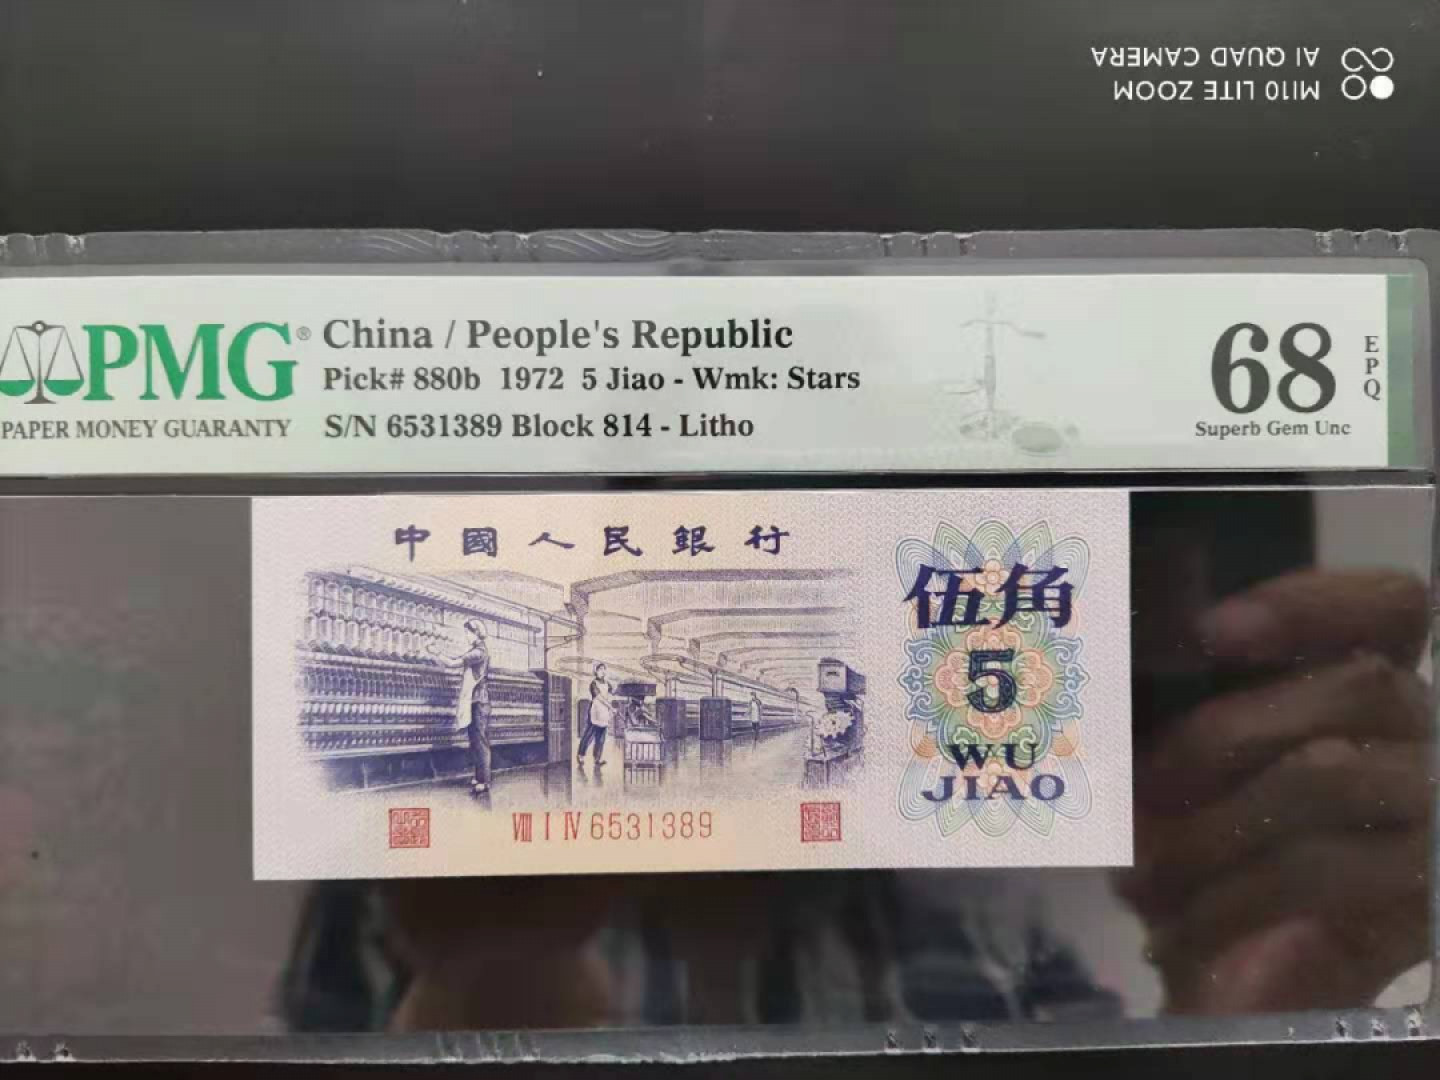 AI QUAD CAMERA
MI10 LITE ZOOM
PMG®
PAPER MONEY GUARANTY
China / People's Republic
Pick# 880b 1972 5 Jiao - Wmk: Stars
S/N 6531389 Block 814 - Litho
68
EPQ
Superb Gem Unc
中國人民銀行
伍角
5
WU
JIAO
Ⅷ Ⅰ Ⅳ 6531389